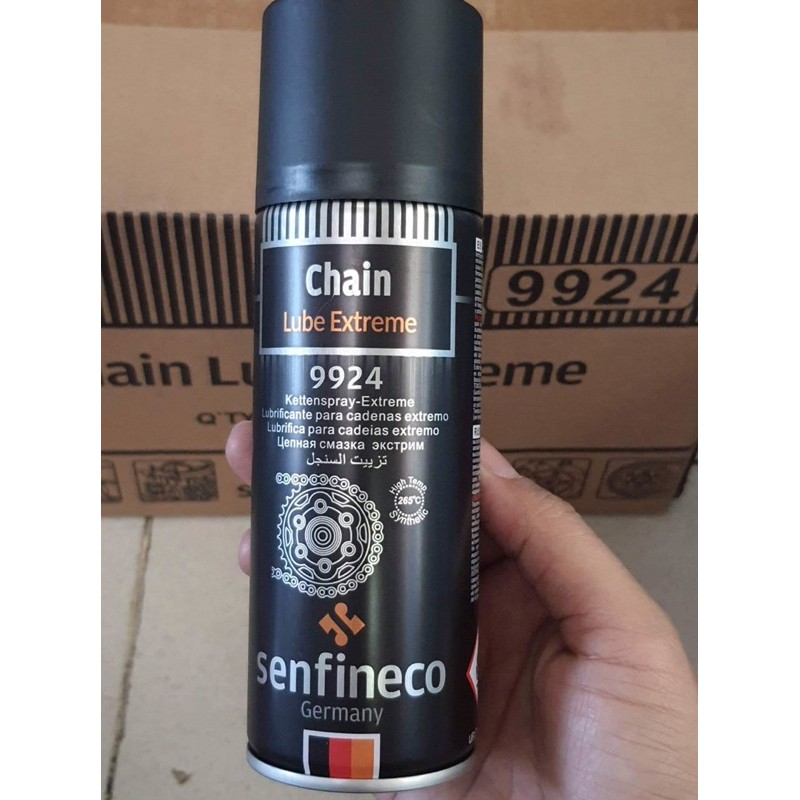 Chain
Lube Extreme
9924
Kettenspray-Extreme
Lubrificante para cadenas extremo
Lubrifica para cadeias extremo
Цепная смазка экстрим
تزييت السنجل
High Temp
265°C
Synthetic
senfineco
Germany
9924
ain Lu
eme
Q'TY